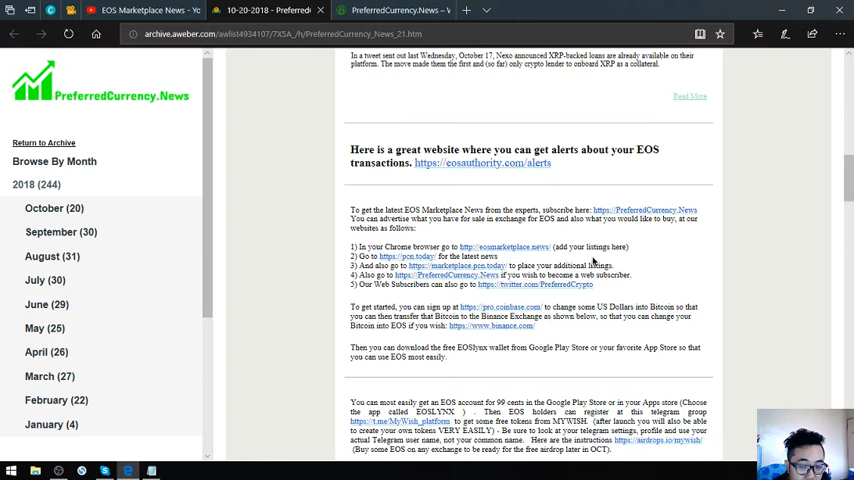 EOS Marketplace News - Yo
10-20-2018 - Preferred
PreferredCurrency.News – W
archive.aweber.com/awlist4934107/7X5A_/h/PreferredCurrency_News_21.htm
PreferredCurrency.News
Return to Archive
Browse By Month
2018 (244)
October (20)
September (30)
August (31)
July (30)
June (29)
May (25)
April (26)
March (27)
February (22)
January (4)
In a tweet sent out last Wednesday, October 17, Nexo announced XRP-backed loans are already available on their
platform. The move made them the first and (so far) only crypto lender to onboard XRP as a collateral.
Read More
Here is a great website where you can get alerts about your EOS
transactions. https://eosauthority.com/alerts
To get the latest EOS Marketplace News from the experts, subscribe here: https://PreferredCurrency.News
You can advertise what you have for sale in exchange for EOS and also what you would like to buy, at our
websites as follows:
1) In your Chrome browser go to http://eosmarketplace.news/ (add your listings here)
2) Go to https://pcn.today/ for the latest news
3) And also go to https://marketplace.pcn.today/ to place your additional listings.
4) Also go to https://PreferredCurrency.News if you wish to become a web subscriber.
5) Our Web Subscribers can also go to https://twitter.com/PreferredCrypto
To get started, you can sign up at https://pro.coinbase.com/ to change some US Dollars into Bitcoin so that
you can then transfer that Bitcoin to the Binance Exchange as shown below, so that you can change your
Bitcoin into EOS if you wish: https://www.binance.com/
Then you can download the free EOSlynx wallet from Google Play Store or your favorite App Store so that
you can use EOS most easily.
You can most easily get an EOS account for 99 cents in the Google Play Store or in your Apps store (Choose
the app called EOSLYNX ) . Then EOS holders can register at this telegram group
https://t.me/MyWish_platform to get some free tokens from MYWISH. (after launch you will also be able
to create your own tokens VERY EASILY) - Be sure to look at your telegram settings, profile and use your
actual Telegram user name, not your common name. Here are the instructions https://airdrops.io/mywish/
(Buy some EOS on any exchange to be ready for the free airdrop later in OCT).